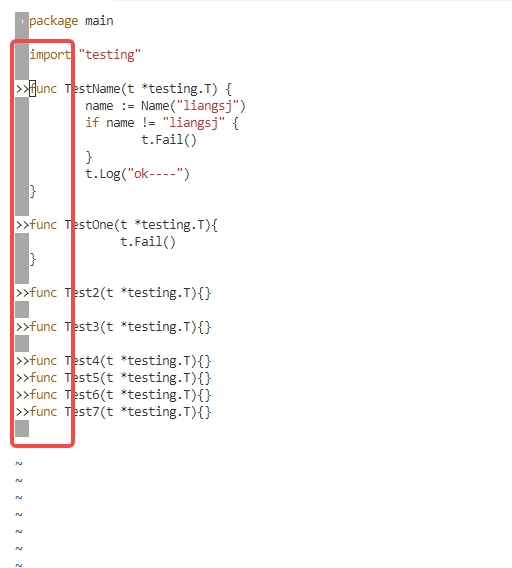 package main
import "testing"
>>func TestName(t *testing.T) {
name := Name("liangsj")
if name != "liangsj" {
t.Fail()
}
t.Log("ok----")
}
>>func TestOne(t *testing.T){
t.Fail()
}
>>func Test2(t *testing.T){}
>>func Test3(t *testing.T){}
>>func Test4(t *testing.T){}
>>func Test5(t *testing.T){}
>>func Test6(t *testing.T){}
>>func Test7(t *testing.T){}
~
~
~
~
~
~
~